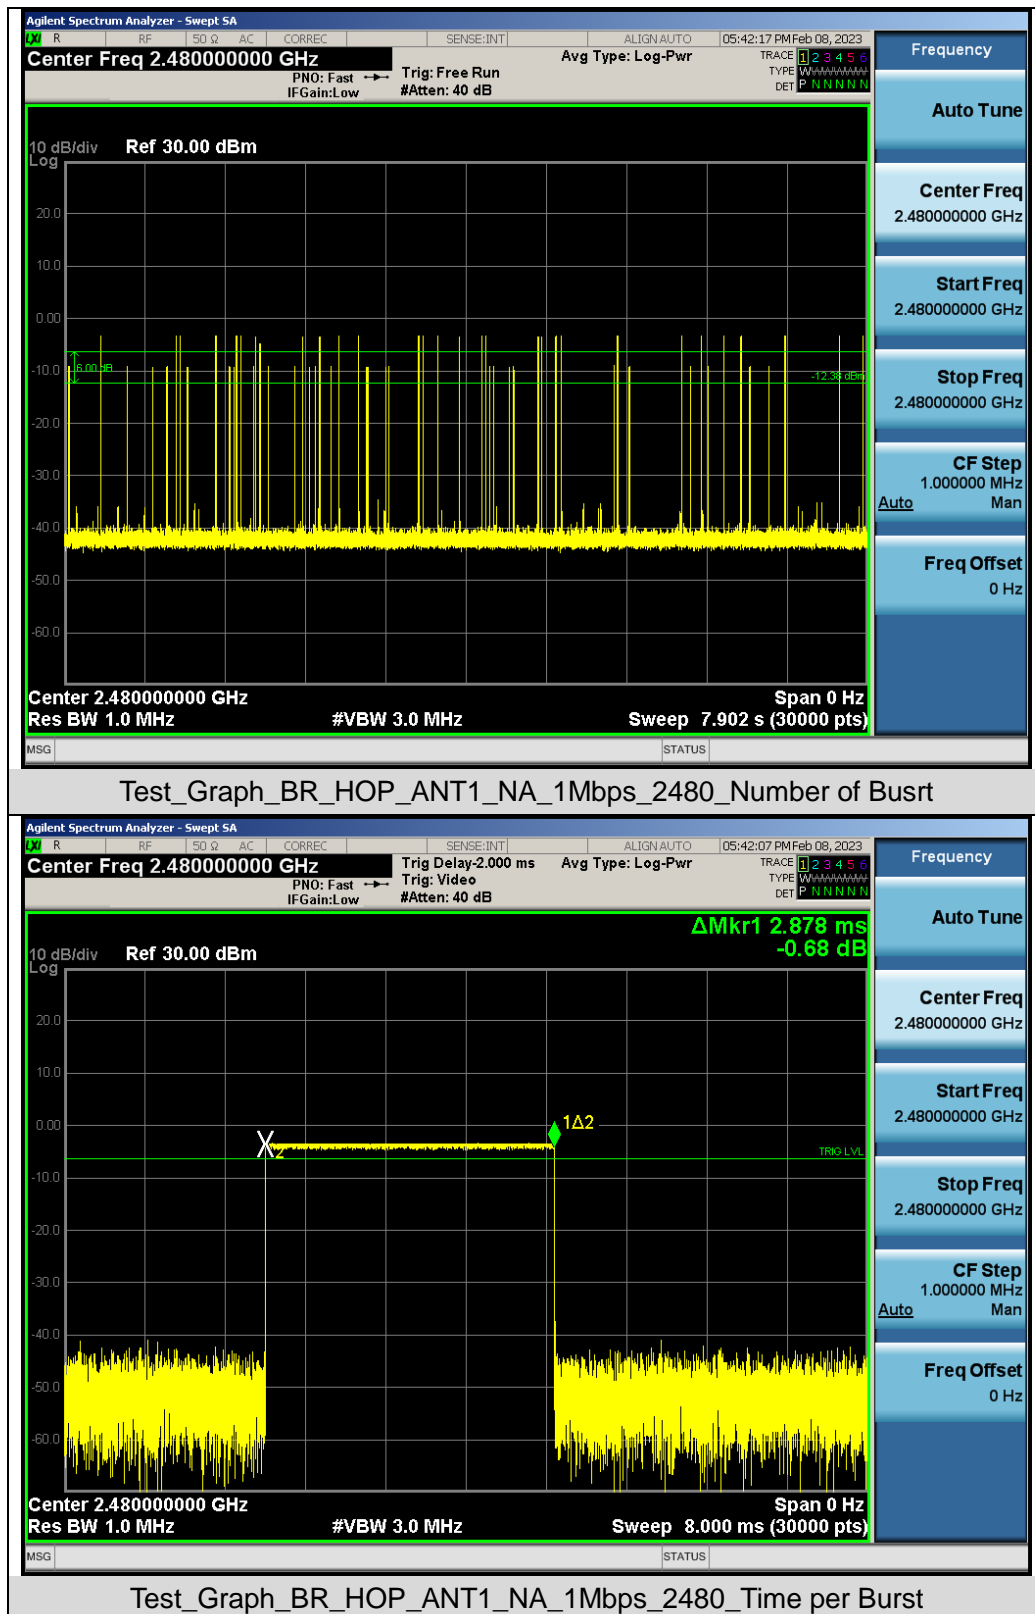 Agilent Spectrum Analyzer - Swept SA
LXI R RF 50 Ω AC CORREC SENSE:INT ALIGN AUTO 05:42:17 PM Feb 08, 2023
Center Freq 2.480000000 GHz
PNO: Fast
IFGain:Low
Trig: Free Run
#Atten: 40 dB
Avg Type: Log-Pwr
TRACE 1 2 3 4 5 6
TYPE W
DET P N N N N N
10 dB/div
Log
Ref 30.00 dBm
20.0
10.0
0.00
-10.0
-20.0
-30.0
-40.0
-50.0
-60.0
6.00 dB
-12.38 dBm
Center 2.480000000 GHz Span 0 Hz
Res BW 1.0 MHz #VBW 3.0 MHz Sweep 7.902 s (30000 pts)
MSG STATUS
Frequency
Auto Tune
Center Freq
2.480000000 GHz
Start Freq
2.480000000 GHz
Stop Freq
2.480000000 GHz
CF Step
1.000000 MHz
Auto Man
Freq Offset
0 Hz
Test_Graph_BR_HOP_ANT1_NA_1Mbps_2480_Number of Busrt
Agilent Spectrum Analyzer - Swept SA
LXI R RF 50 Ω AC CORREC SENSE:INT ALIGN AUTO 05:42:07 PM Feb 08, 2023
Center Freq 2.480000000 GHz
PNO: Fast
IFGain:Low
Trig Delay-2.000 ms
Trig: Video
#Atten: 40 dB
Avg Type: Log-Pwr
TRACE 1 2 3 4 5 6
TYPE W
DET P N N N N N
ΔMkr1 2.878 ms
-0.68 dB
10 dB/div
Log
Ref 30.00 dBm
20.0
10.0
0.00
-10.0
-20.0
-30.0
-40.0
-50.0
-60.0
2
1Δ2
TRIG LVL
Center 2.480000000 GHz Span 0 Hz
Res BW 1.0 MHz #VBW 3.0 MHz Sweep 8.000 ms (30000 pts)
MSG STATUS
Frequency
Auto Tune
Center Freq
2.480000000 GHz
Start Freq
2.480000000 GHz
Stop Freq
2.480000000 GHz
CF Step
1.000000 MHz
Auto Man
Freq Offset
0 Hz
Test_Graph_BR_HOP_ANT1_NA_1Mbps_2480_Time per Burst